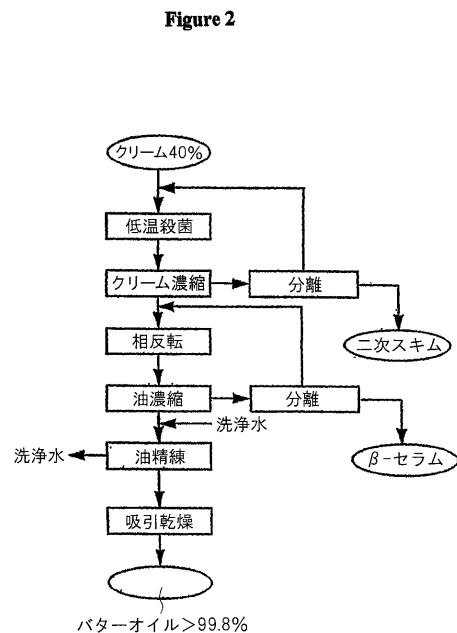 Figure 2
クリーム40%
低温殺菌
クリーム濃縮
分離
二次スキム
相反転
油濃縮
分離
洗浄水
β-セラム
洗浄水
油精練
吸引乾燥
バターオイル＞99.8%